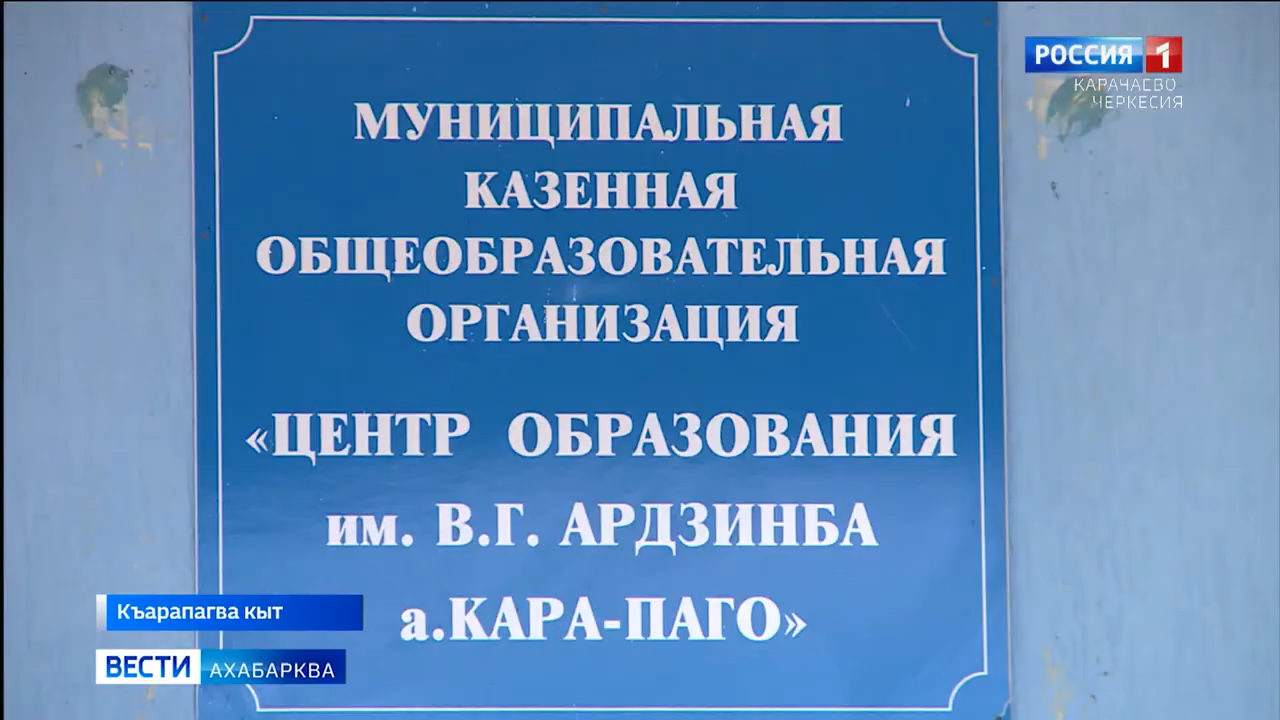 РОССИЯ 1
КАРАЧАЕВО
ЧЕРКЕСИЯ
МУНИЦИПАЛЬНАЯ
КАЗЕННАЯ
ОБЩЕОБРАЗОВАТЕЛЬНАЯ
ОРГАНИЗАЦИЯ
«ЦЕНТР ОБРАЗОВАНИЯ
им. В.Г. АРДЗИНБА
а.КАРА-ПАГО»
Къарапагва кыт
ВЕСТИ АХАБАРКВА